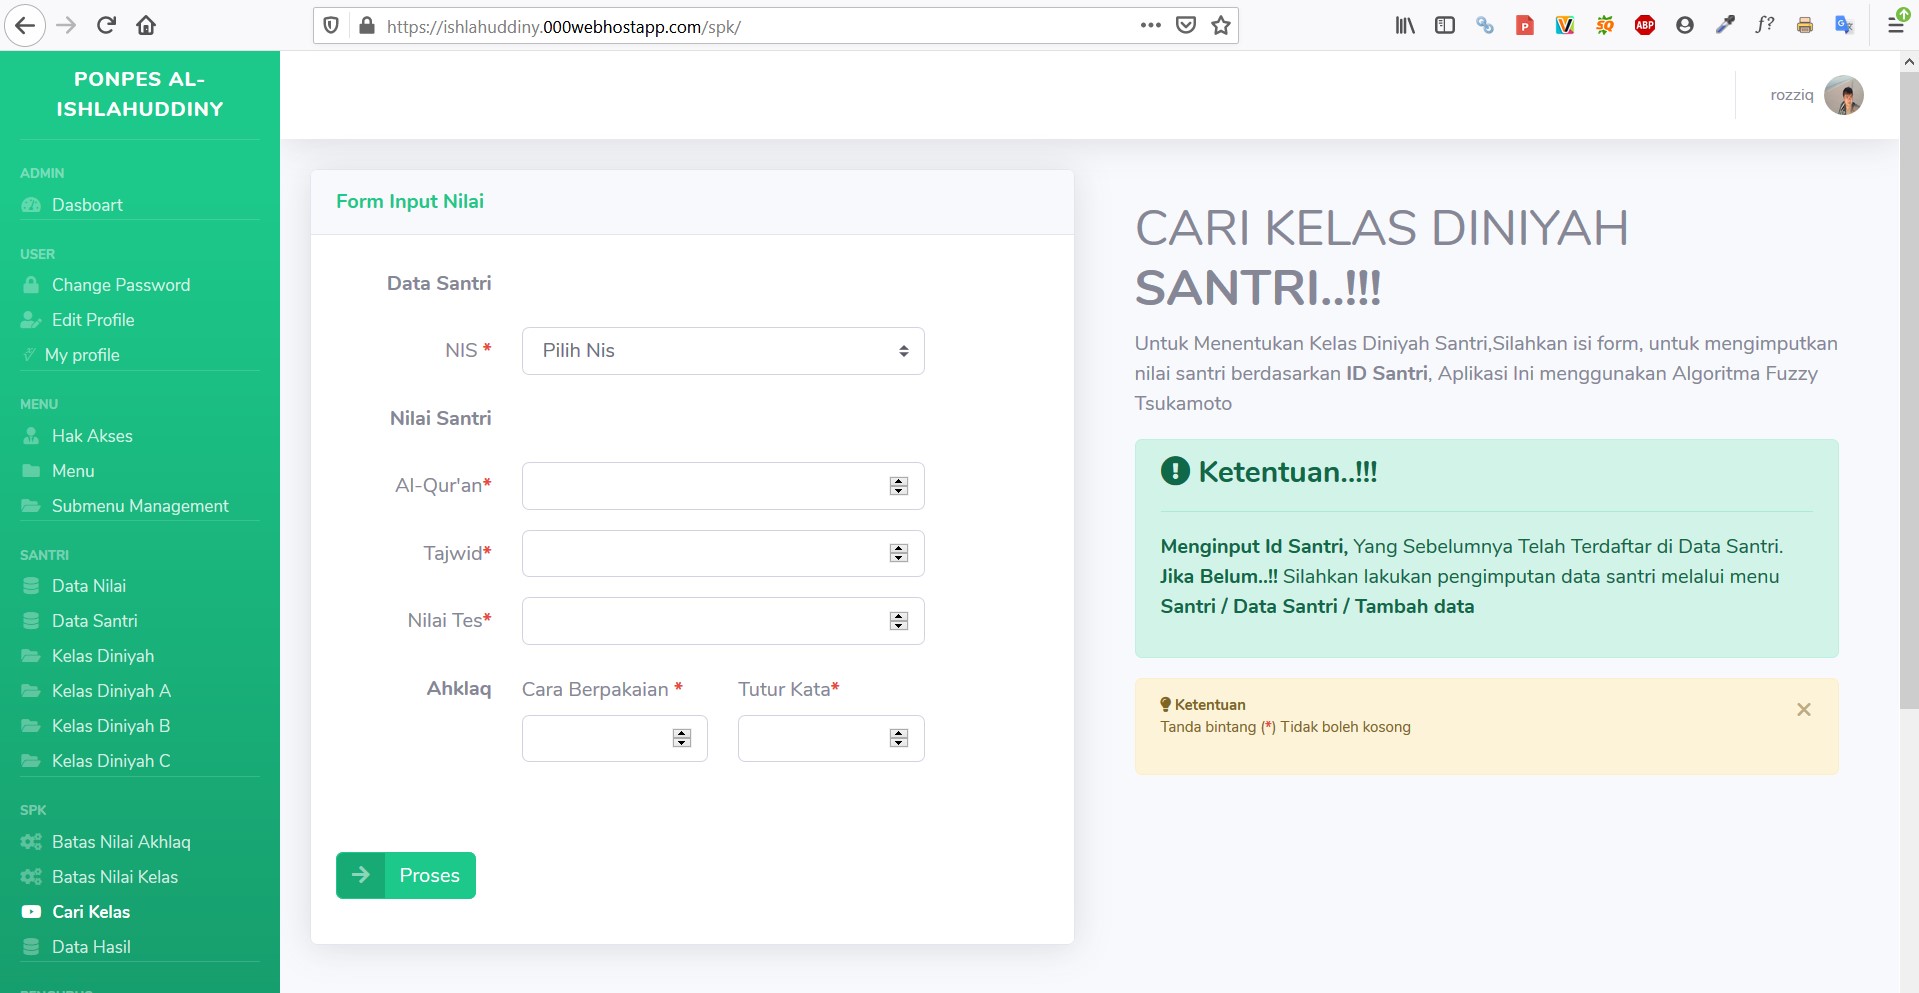 https://ishlahuddiny.000webhostapp.com/spk/
PONPES AL-
ISHLAHUDDINY
ADMIN
Dasboart
USER
Change Password
Edit Profile
My profile
MENU
Hak Akses
Menu
Submenu Management
SANTRI
Data Nilai
Data Santri
Kelas Diniyah
Kelas Diniyah A
Kelas Diniyah B
Kelas Diniyah C
SPK
Batas Nilai Akhlaq
Batas Nilai Kelas
Cari Kelas
Data Hasil
rozziq
Form Input Nilai
Data Santri
NIS *
Pilih Nis
Nilai Santri
Al-Qur'an*
Tajwid*
Nilai Tes*
Ahklaq Cara Berpakaian * Tutur Kata*
Proses
CARI KELAS DINIYAH
SANTRI..!!!
Untuk Menentukan Kelas Diniyah Santri,Silahkan isi form, untuk mengimputkan
nilai santri berdasarkan ID Santri, Aplikasi Ini menggunakan Algoritma Fuzzy
Tsukamoto
Ketentuan..!!!
Menginput Id Santri, Yang Sebelumnya Telah Terdaftar di Data Santri.
Jika Belum..!! Silahkan lakukan pengimputan data santri melalui menu
Santri / Data Santri / Tambah data
Ketentuan
Tanda bintang (*) Tidak boleh kosong